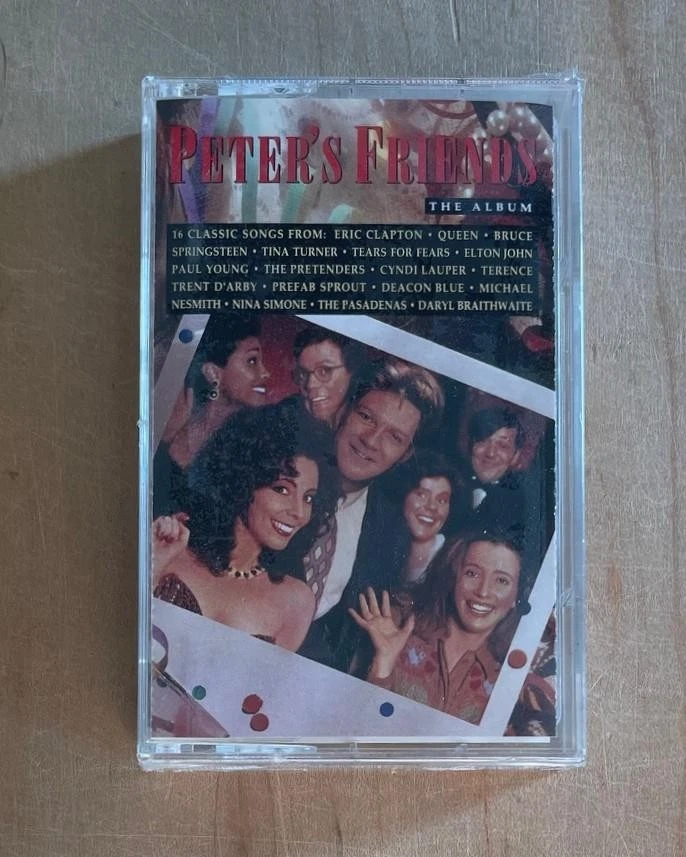 PETER'S FRIENDS
THE ALBUM
16 CLASSIC SONGS FROM: ERIC CLAPTON • QUEEN • BRUCE
SPRINGSTEEN • TINA TURNER • TEARS FOR FEARS • ELTON JOHN
PAUL YOUNG • THE PRETENDERS • CYNDI LAUPER • TERENCE
TRENT D'ARBY • PREFAB SPROUT • DEACON BLUE • MICHAEL
NESMITH • NINA SIMONE • THE PASADENAS • DARYL BRAITHWAITE